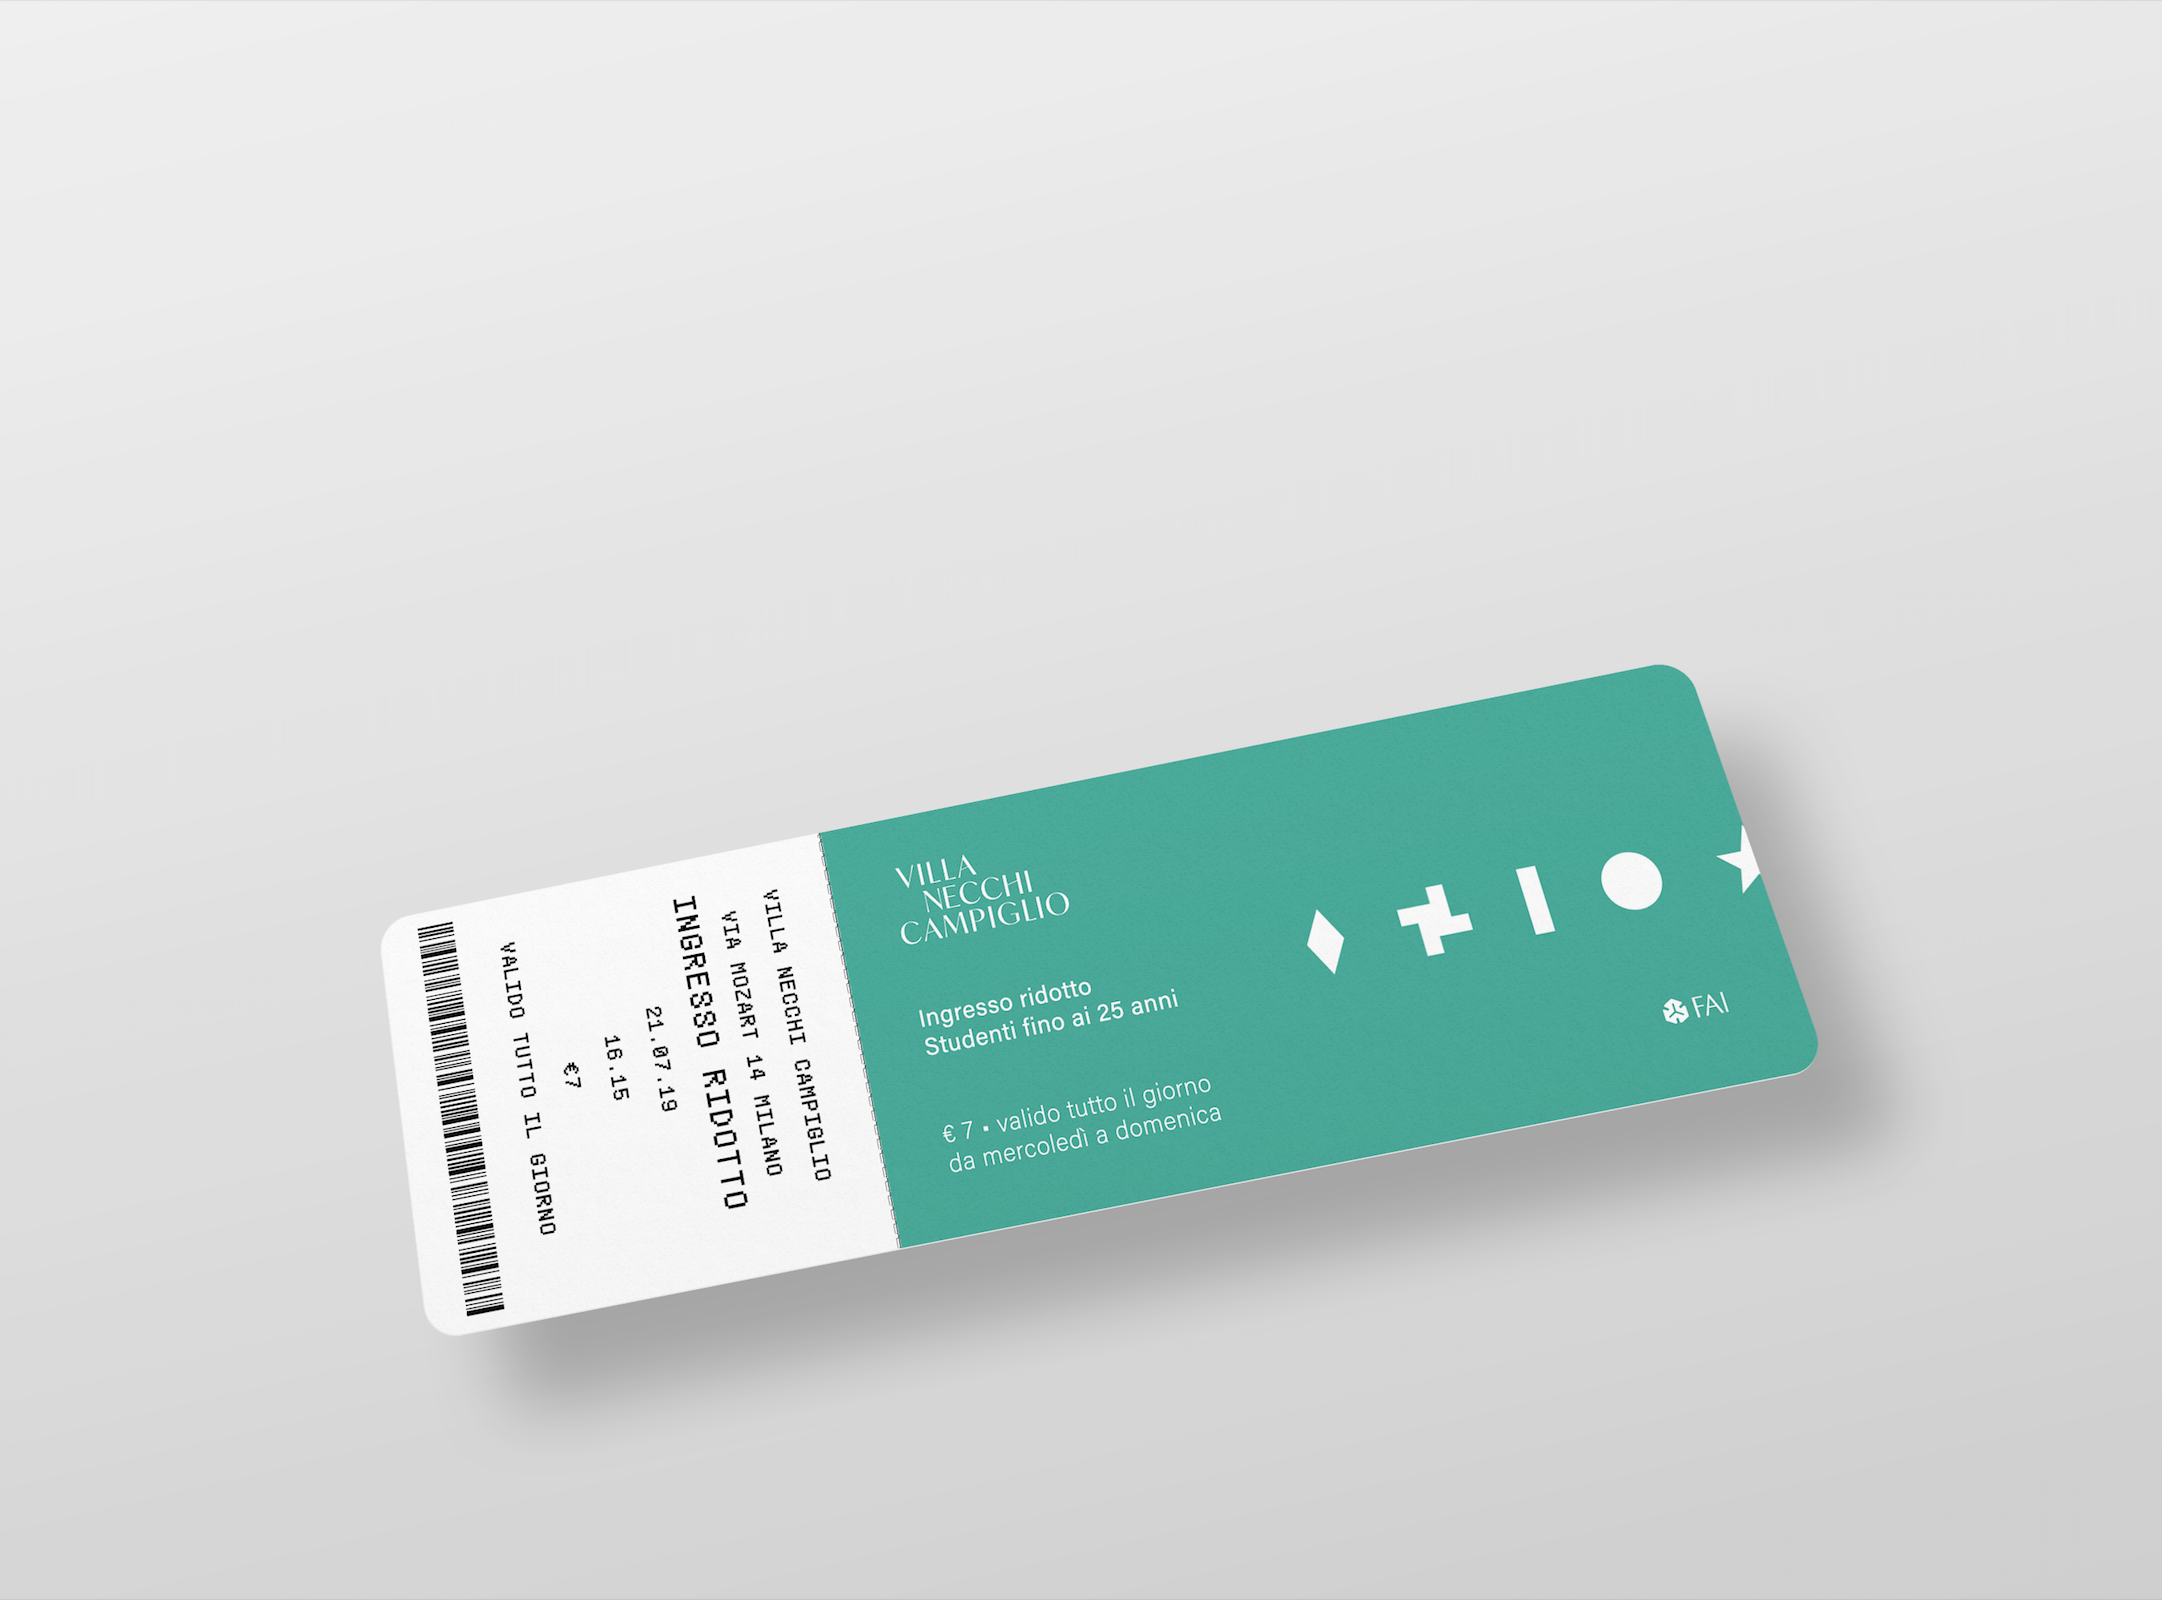 VILLA NECCHI CAMPIGLIO
VIA MOZART 14 MILANO
INGRESSO RIDOTTO
21.07.19
16.15
€7
VALIDO TUTTO IL GIORNO
VILLA
NECCHI
CAMPIGLIO
Ingresso ridotto
Studenti fino ai 25 anni
€ 7 ▪ valido tutto il giorno
da mercoledì a domenica
FAI